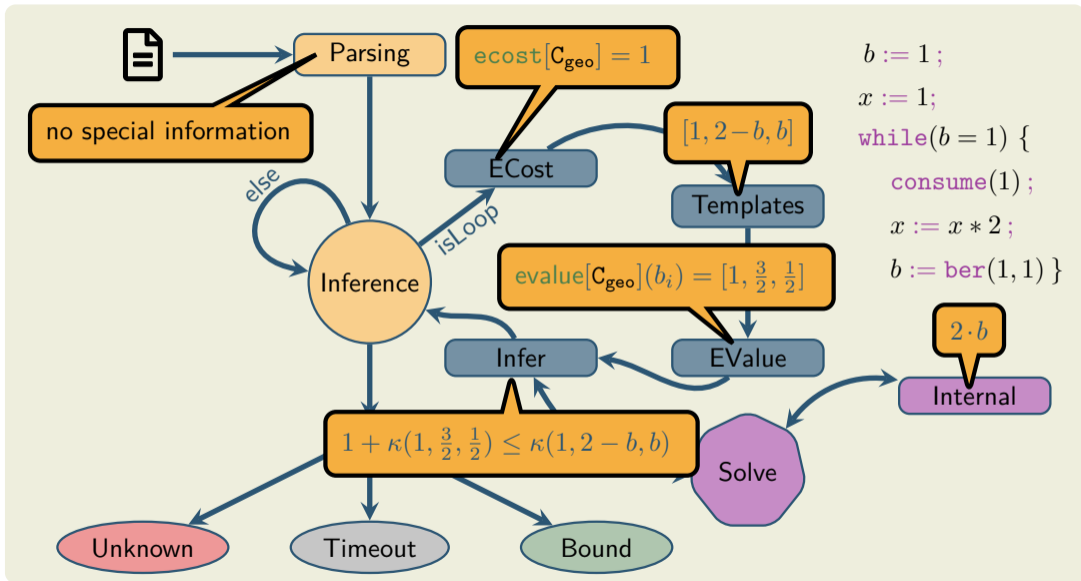 Parsing
ecost[C_geo] = 1
b := 1 ;
x := 1;
while(b = 1) {
consume(1) ;
x := x ∗ 2 ;
b := ber(1, 1) }
no special information
[1, 2 − b, b]
ECost
else
isLoop
Templates
evalue[C_geo](b_i) = [1, 3/2, 1/2]
Inference
2 · b
Infer
EValue
Internal
1 + κ(1, 3/2, 1/2) ≤ κ(1, 2 − b, b)
Solve
Unknown
Timeout
Bound